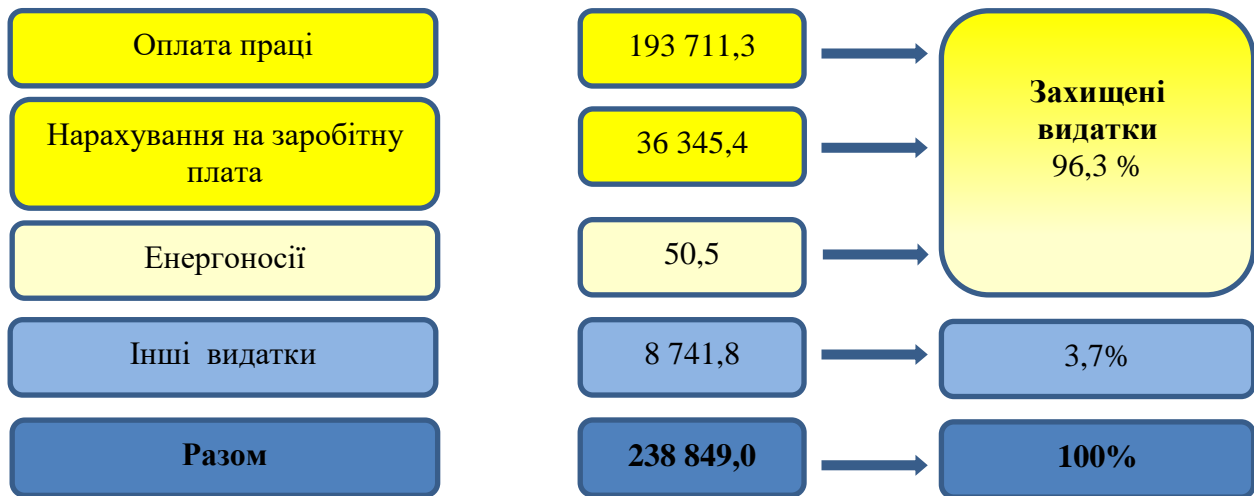 Оплата праці 193 711,3
Захищені
видатки
96,3 %
Нарахування на заробітну
плата
36 345,4
Енергоносії 50,5
Інші видатки 8 741,8 3,7%
Разом 238 849,0 100%